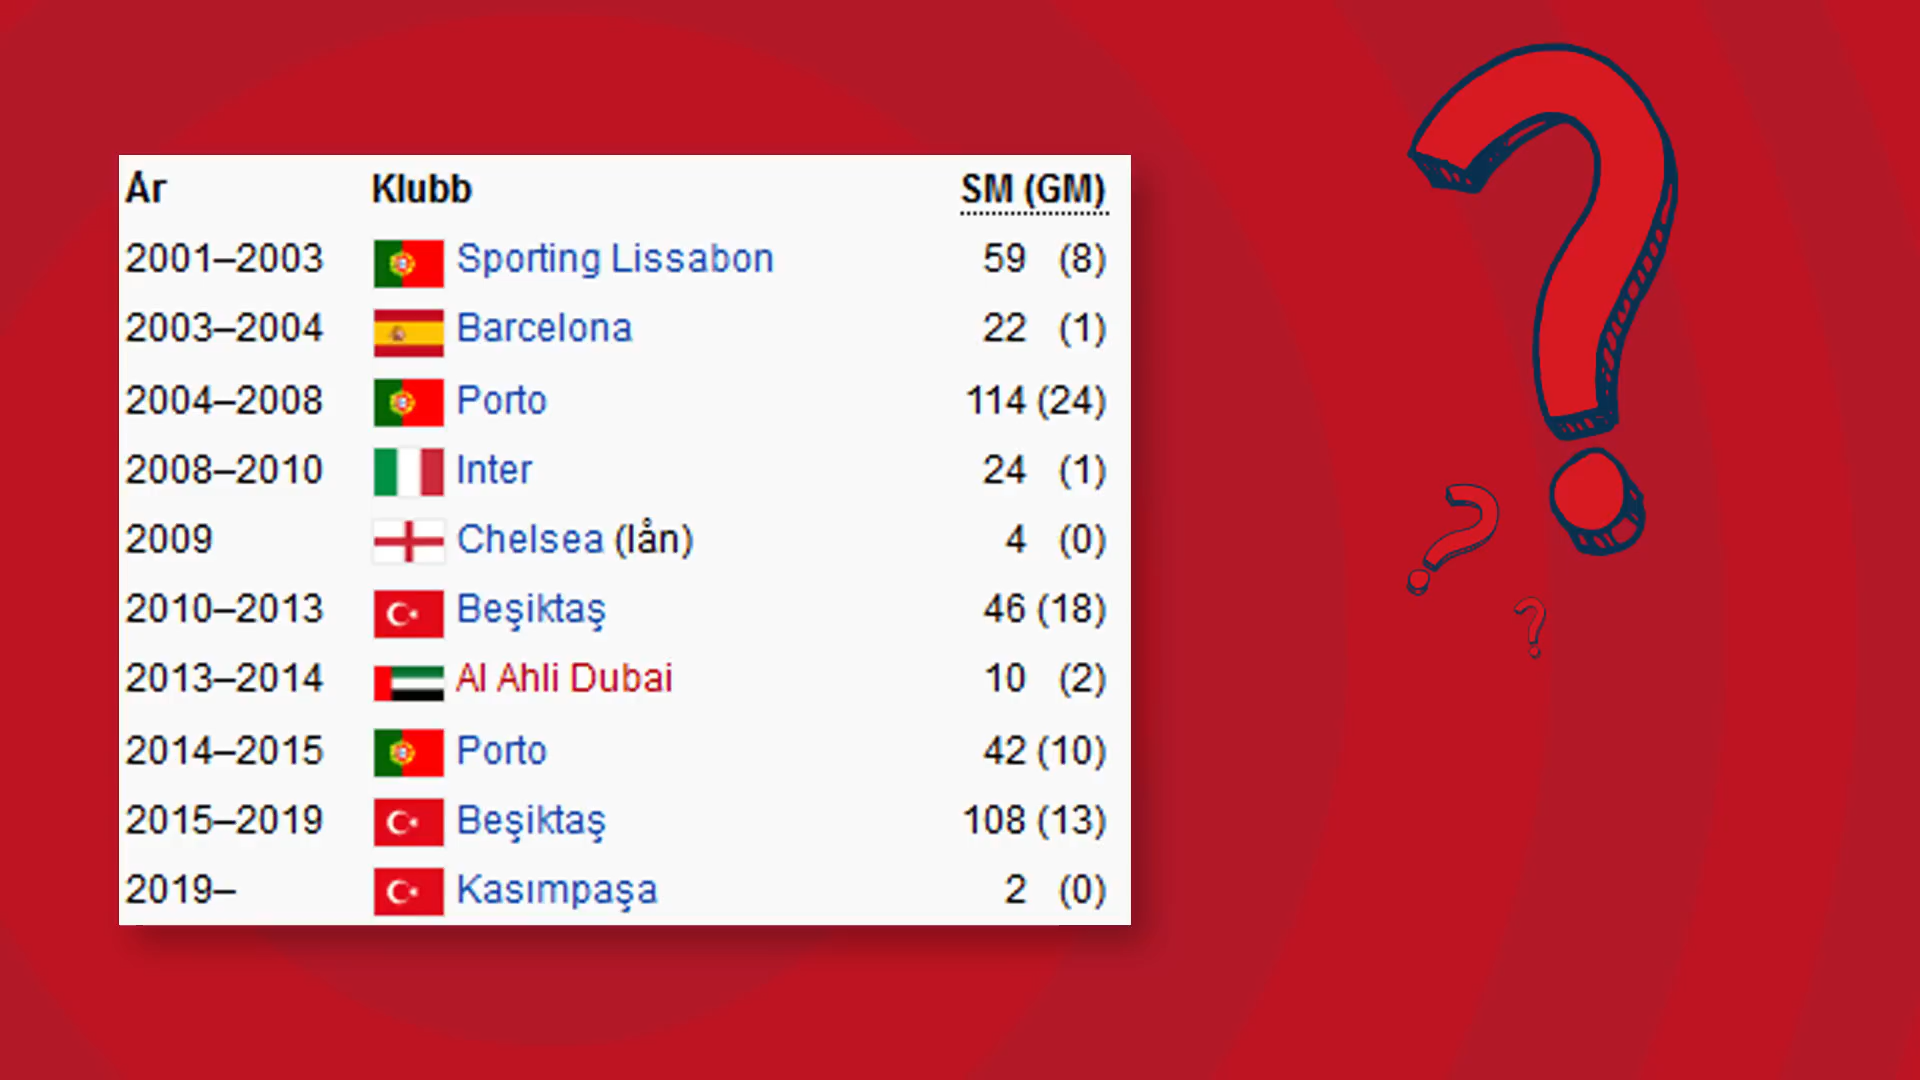 År Klubb SM (GM)
2001–2003 Sporting Lissabon 59 (8)
2003–2004 Barcelona 22 (1)
2004–2008 Porto 114 (24)
2008–2010 Inter 24 (1)
2009 Chelsea (lån) 4 (0)
2010–2013 Beşiktaş 46 (18)
2013–2014 Al Ahli Dubai 10 (2)
2014–2015 Porto 42 (10)
2015–2019 Beşiktaş 108 (13)
2019– Kasımpaşa 2 (0)